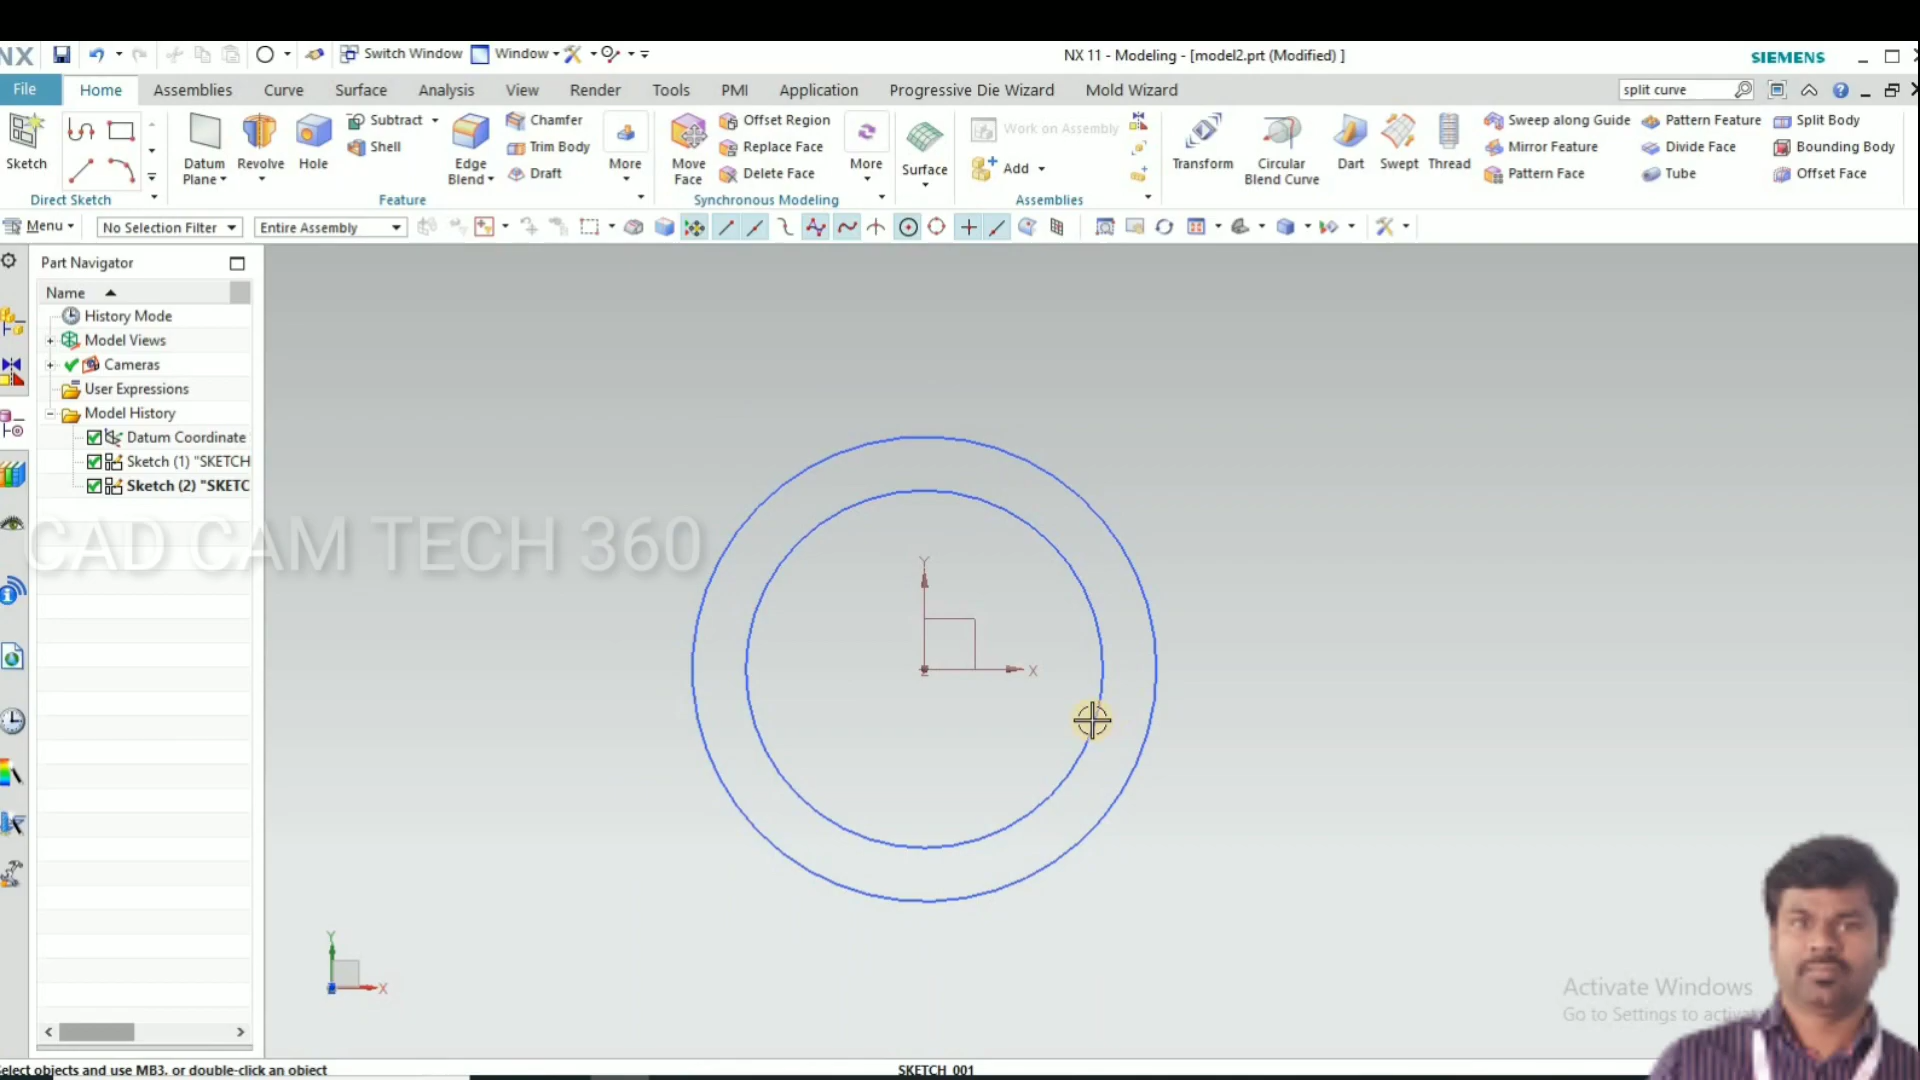 NX
Switch Window
Window
NX 11 - Modeling - [model2.prt (Modified) ]
SIEMENS
File
Home
Assemblies
Curve
Surface
Analysis
View
Render
Tools
PMI
Application
Progressive Die Wizard
Mold Wizard
split curve
Sketch
Direct Sketch
Datum
Plane
Revolve
Hole
Subtract
Shell
Edge
Blend
Chamfer
Trim Body
Draft
More
Feature
Move
Face
Offset Region
Replace Face
Delete Face
More
Synchronous Modeling
Surface
Work on Assembly
Add
Assemblies
Transform
Circular
Blend Curve
Dart
Swept
Thread
Sweep along Guide
Mirror Feature
Pattern Face
Pattern Feature
Divide Face
Tube
Split Body
Bounding Body
Offset Face
Menu
No Selection Filter
Entire Assembly
Part Navigator
Name
History Mode
Model Views
Cameras
User Expressions
Model History
Datum Coordinate
Sketch (1) "SKETCH
Sketch (2) "SKETC
CAD CAM TECH 360
Y
X
Z
Y
X
Activate Windows
Go to Settings to activa
elect objects and use MB3, or double-click an object
SKETCH_001